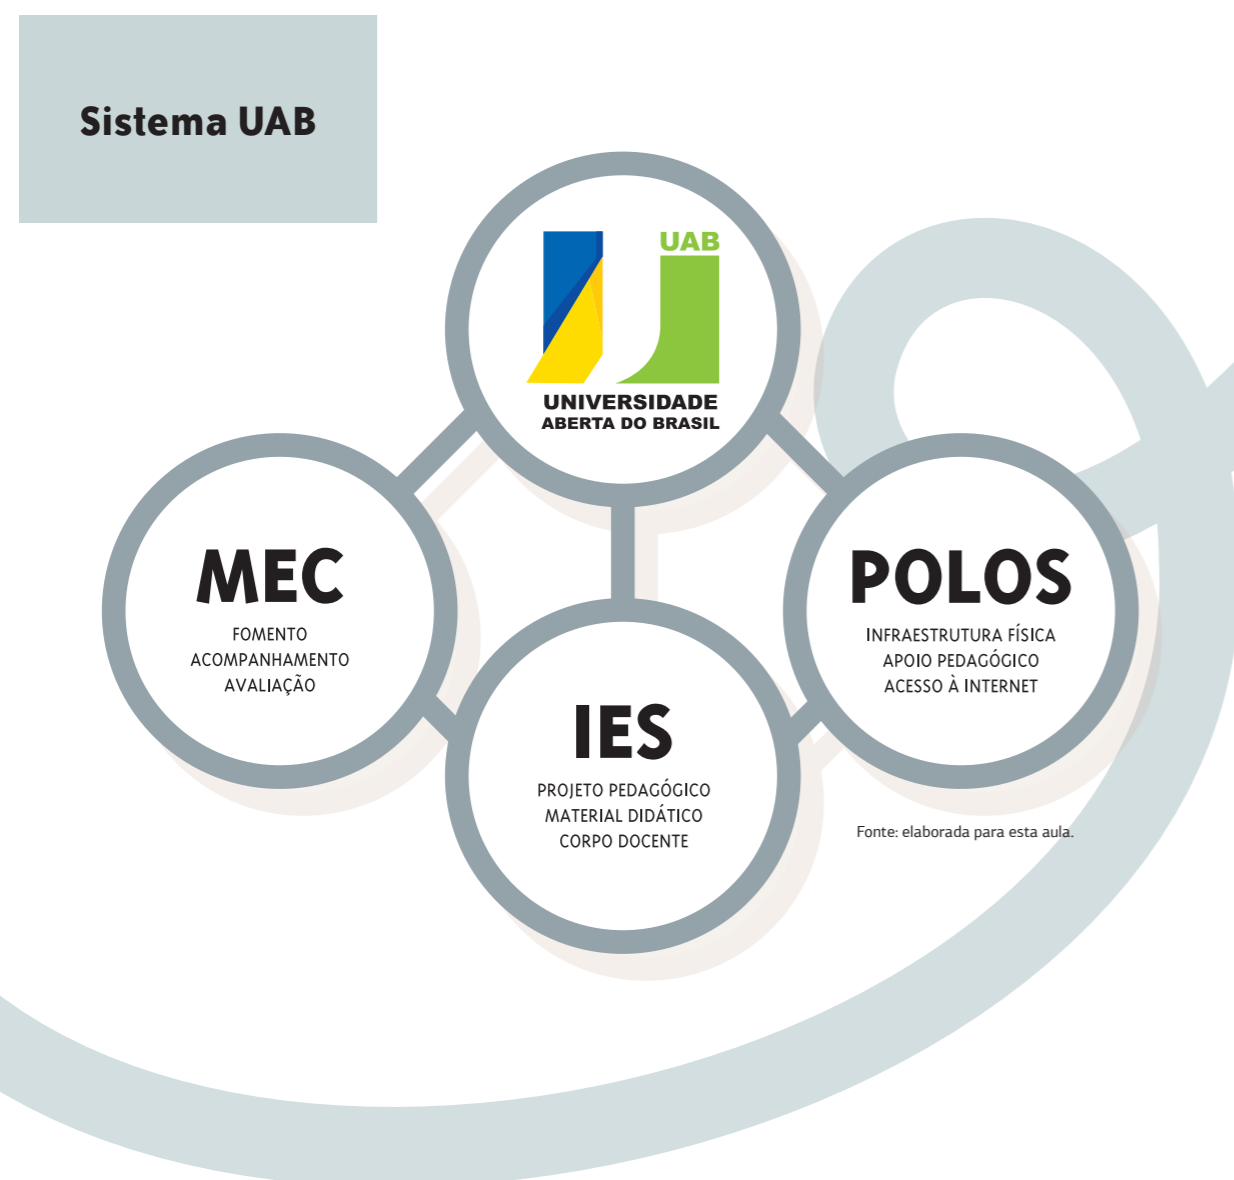 Sistema UAB
UAB
UNIVERSIDADE
ABERTA DO BRASIL
MEC
FOMENTO
ACOMPANHAMENTO
AVALIAÇÃO
IES
PROJETO PEDAGÓGICO
MATERIAL DIDÁTICO
CORPO DOCENTE
POLOS
INFRAESTRUTURA FÍSICA
APOIO PEDAGÓGICO
ACESSO À INTERNET
Fonte: elaborada para esta aula.